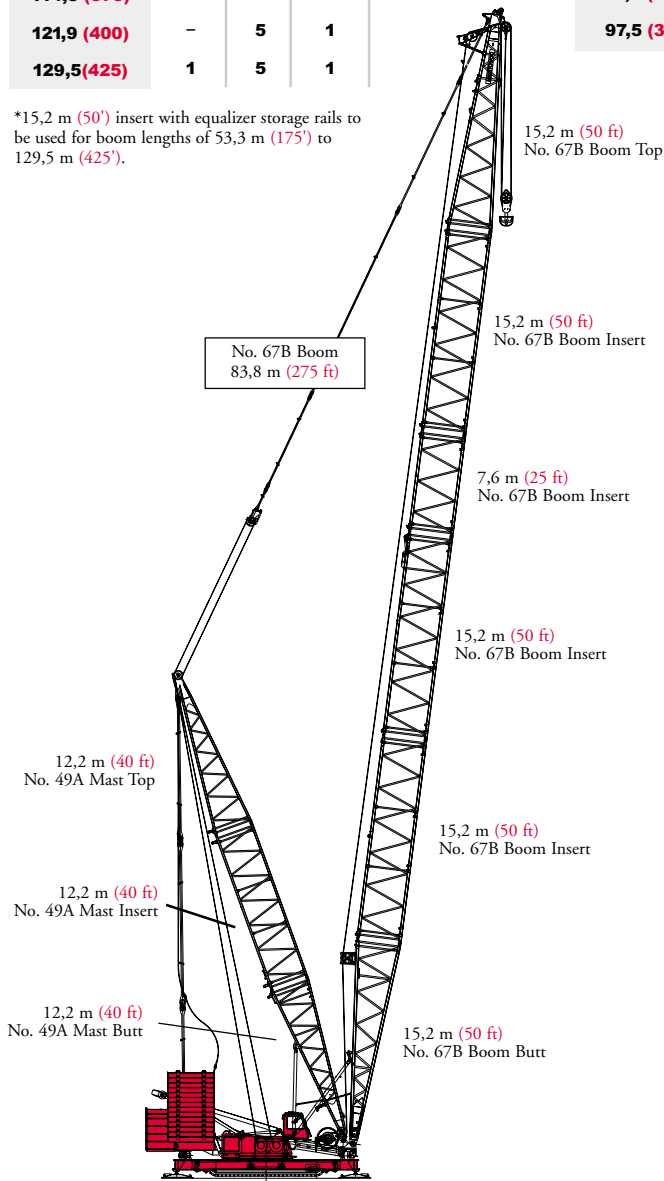 121,9 (400) – 5 1
129,5(425) 1 5 1
97,5
*15,2 m (50') insert with equalizer storage rails to
be used for boom lengths of 53,3 m (175') to
129,5 m (425').
15,2 m (50 ft)
No. 67B Boom Top
15,2 m (50 ft)
No. 67B Boom Insert
No. 67B Boom
83,8 m (275 ft)
7,6 m (25 ft)
No. 67B Boom Insert
15,2 m (50 ft)
No. 67B Boom Insert
12,2 m (40 ft)
No. 49A Mast Top
15,2 m (50 ft)
No. 67B Boom Insert
12,2 m (40 ft)
No. 49A Mast Insert
12,2 m (40 ft)
No. 49A Mast Butt
15,2 m (50 ft)
No. 67B Boom Butt